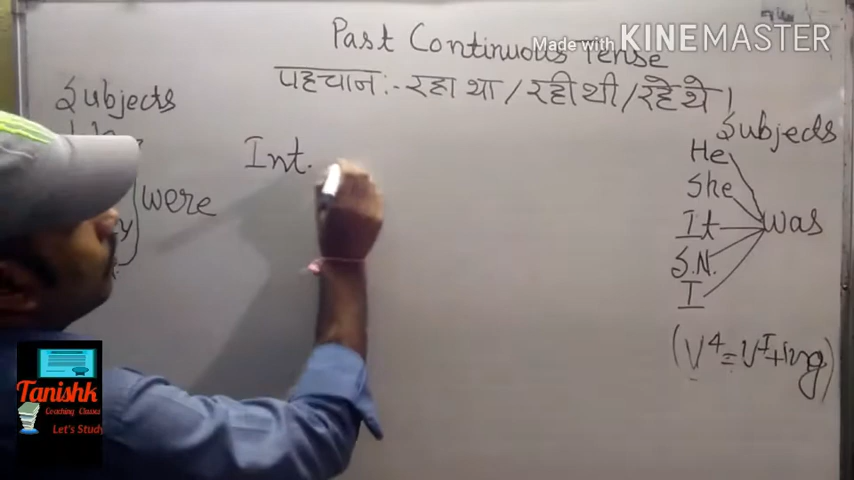 Made with KINEMASTER
Past Continuous Tense
पहचान :- रहा था / रही थी / रहे थे ।
Subjects
were
Int.
Subjects
He
She
It
S.N.
I
was
(V⁴ = V^I + ing)
Tanishk
Coaching Classes
Let's Study